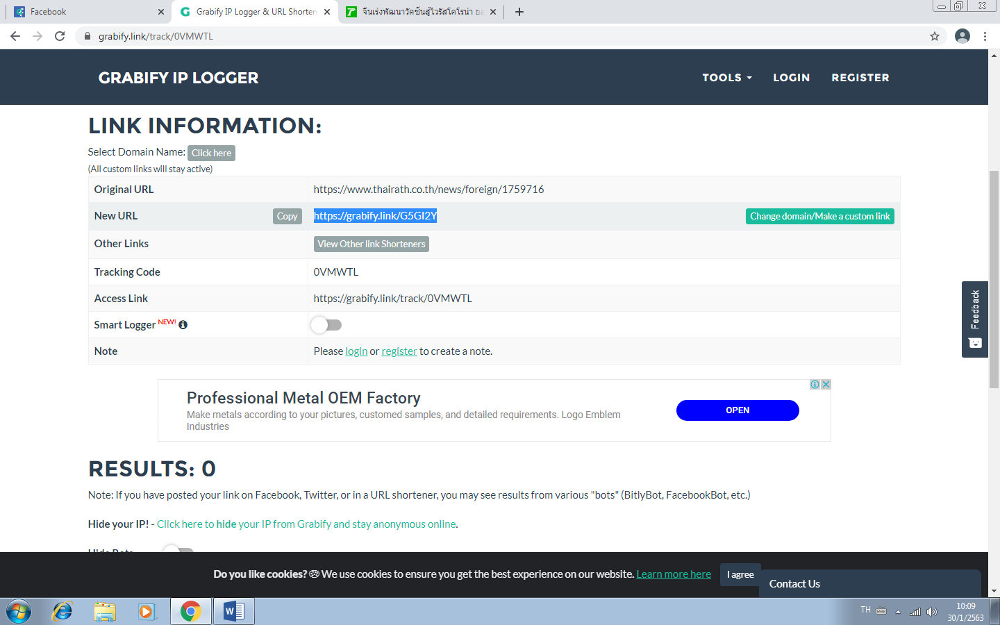 Facebook
Grabify IP Logger & URL Shorten
จีนเร่งพัฒนาวัคซีนสู้ไวรัสโคโรน่า ยอ
grabify.link/track/0VMWTL
GRABIFY IP LOGGER
TOOLS
LOGIN
REGISTER
LINK INFORMATION:
Select Domain Name: Click here
(All custom links will stay active)
Original URL https://www.thairath.co.th/news/foreign/1759716
New URL Copy https://grabify.link/G5GI2Y Change domain/Make a custom link
Other Links View Other link Shorteners
Tracking Code 0VMWTL
Access Link https://grabify.link/track/0VMWTL
Smart Logger NEW!
Note Please login or register to create a note.
Feedback
Professional Metal OEM Factory
Make metals according to your pictures, customed samples, and detailed requirements. Logo Emblem
Industries
OPEN
RESULTS: 0
Note: If you have posted your link on Facebook, Twitter, or in a URL shortener, you may see results from various "bots" (BitlyBot, FacebookBot, etc.)
Hide your IP! - Click here to hide your IP from Grabify and stay anonymous online.
Hide Bots
Do you like cookies? We use cookies to ensure you get the best experience on our website. Learn more here
I agree
Contact Us
TH
10:09
30/1/2563